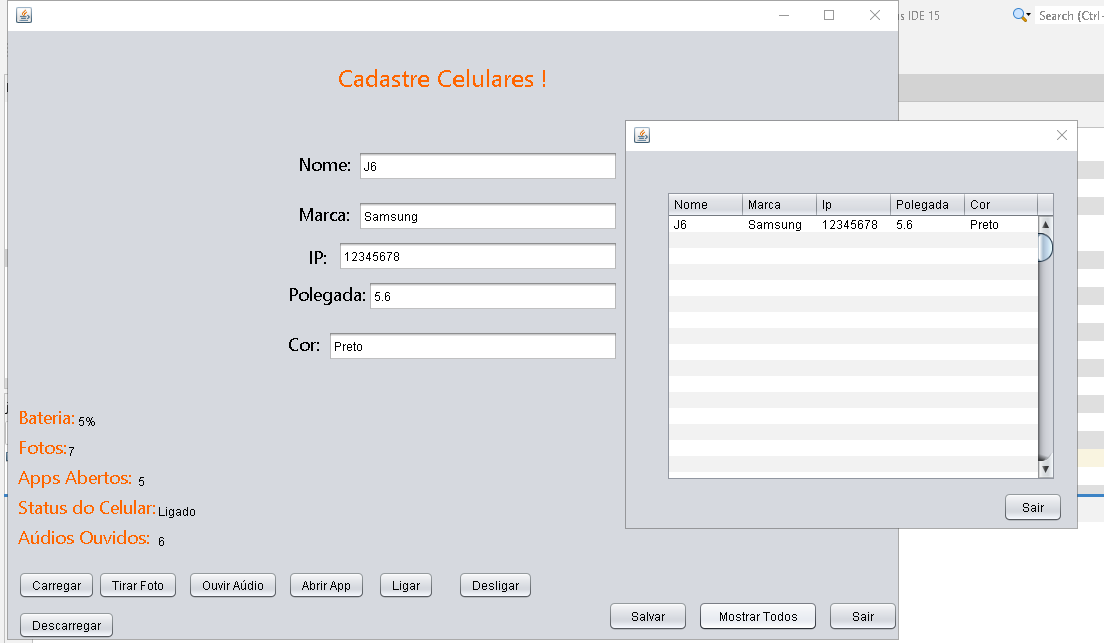 s IDE 15
Search (Ctrl
Cadastre Celulares !
Nome: J6
Marca: Samsung
IP: 12345678
Polegada: 5.6
Cor: Preto
Nome Marca Ip Polegada Cor
J6 Samsung 12345678 5.6 Preto
Sair
Bateria: 5%
Fotos: 7
Apps Abertos: 5
Status do Celular: Ligado
Aúdios Ouvidos: 6
Carregar Tirar Foto Ouvir Aúdio Abrir App Ligar Desligar
Descarregar
Salvar Mostrar Todos Sair